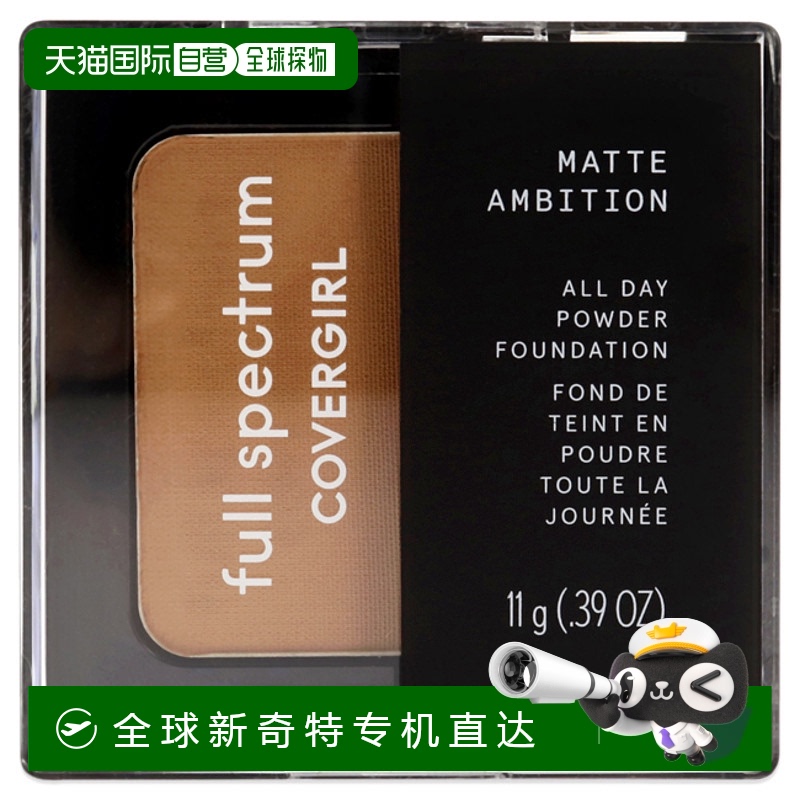 天猫国际自营 全球探物
MATTE
AMBITION
ALL DAY
POWDER
FOUNDATION
FOND DE
TEINT EN
POUDRE
TOUTE LA
JOURNÉE
11 g (.39 OZ)
full spectrum
COVERGIRL
全球新奇特专机直达